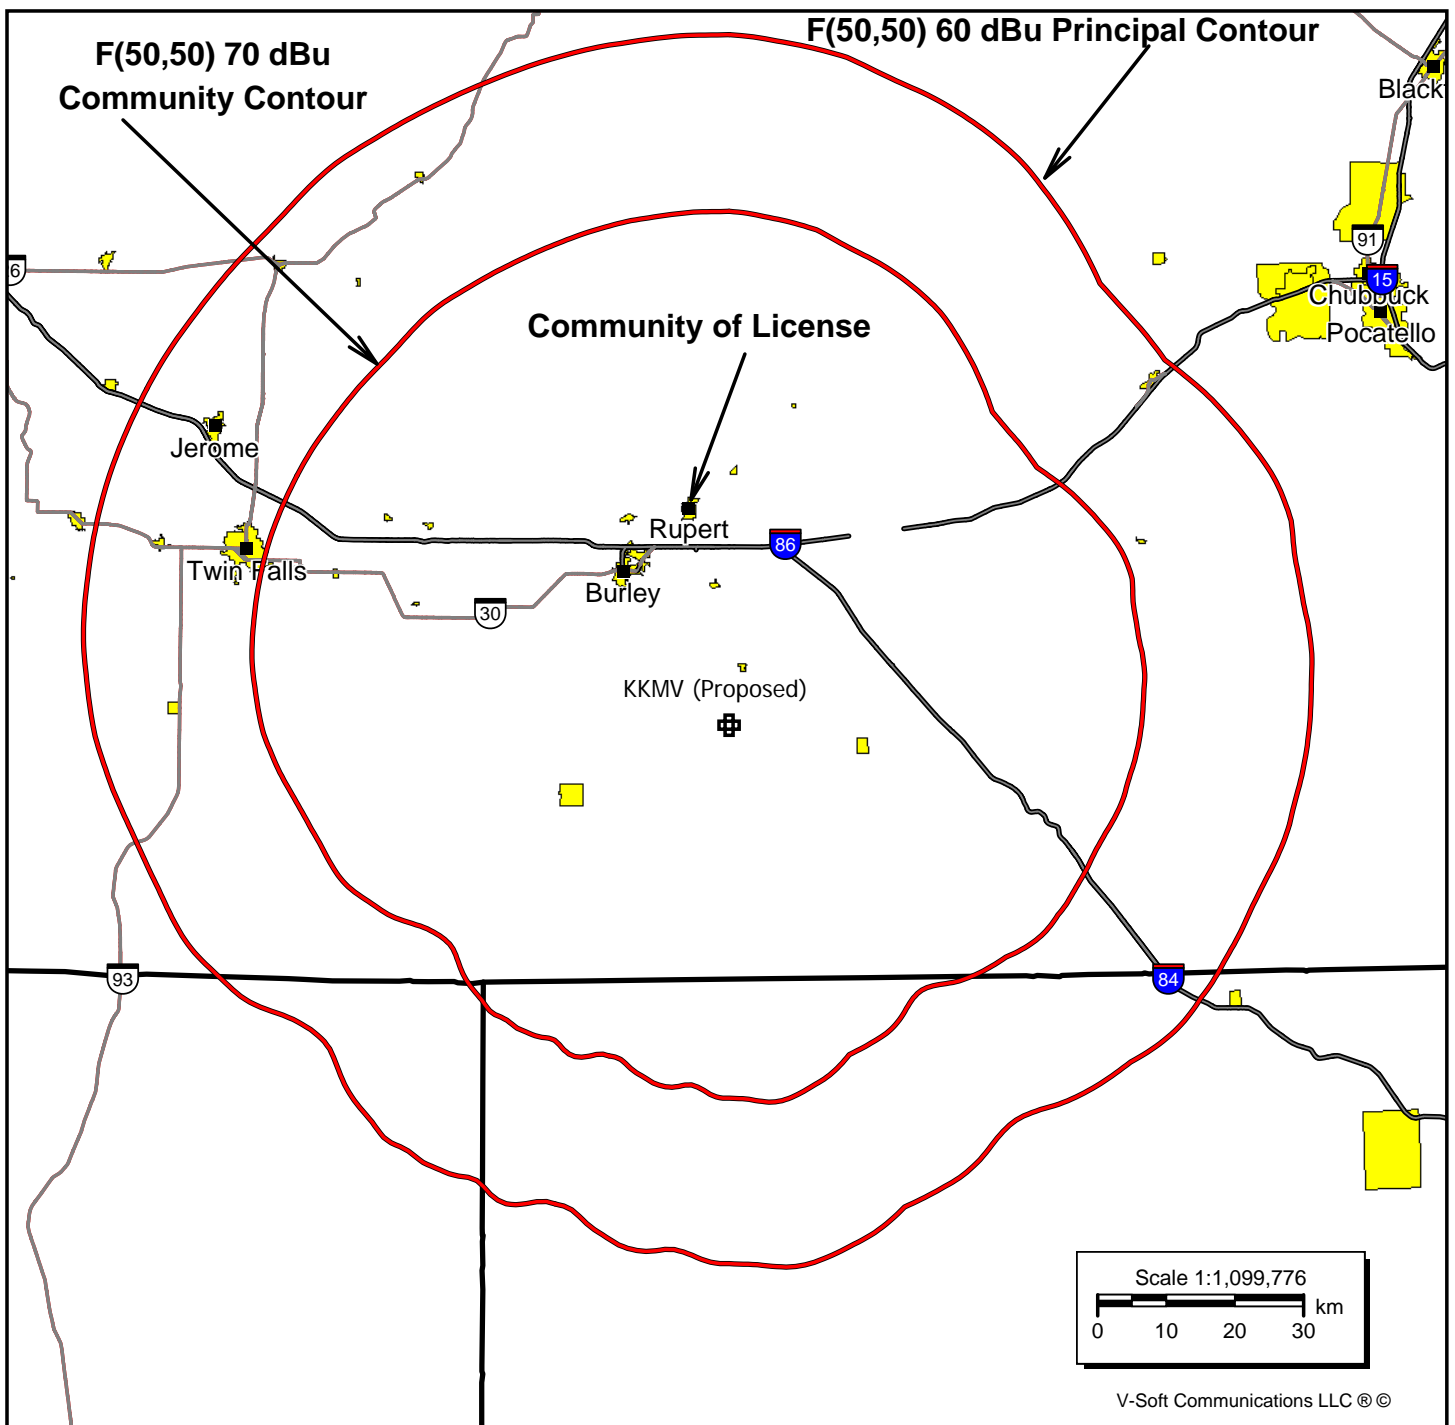 F(50,50) 60 dBu Principal Contour
F(50,50) 70 dBu
Community Contour
Black
91
6
15
Chubbuck
Community of License
Pocatello
Jerome
Rupert
86
Twin Falls
Burley
30
KKMV (Proposed)
93
84
Scale 1:1,099,776
km
0 10 20 30
V-Soft Communications LLC ® ©